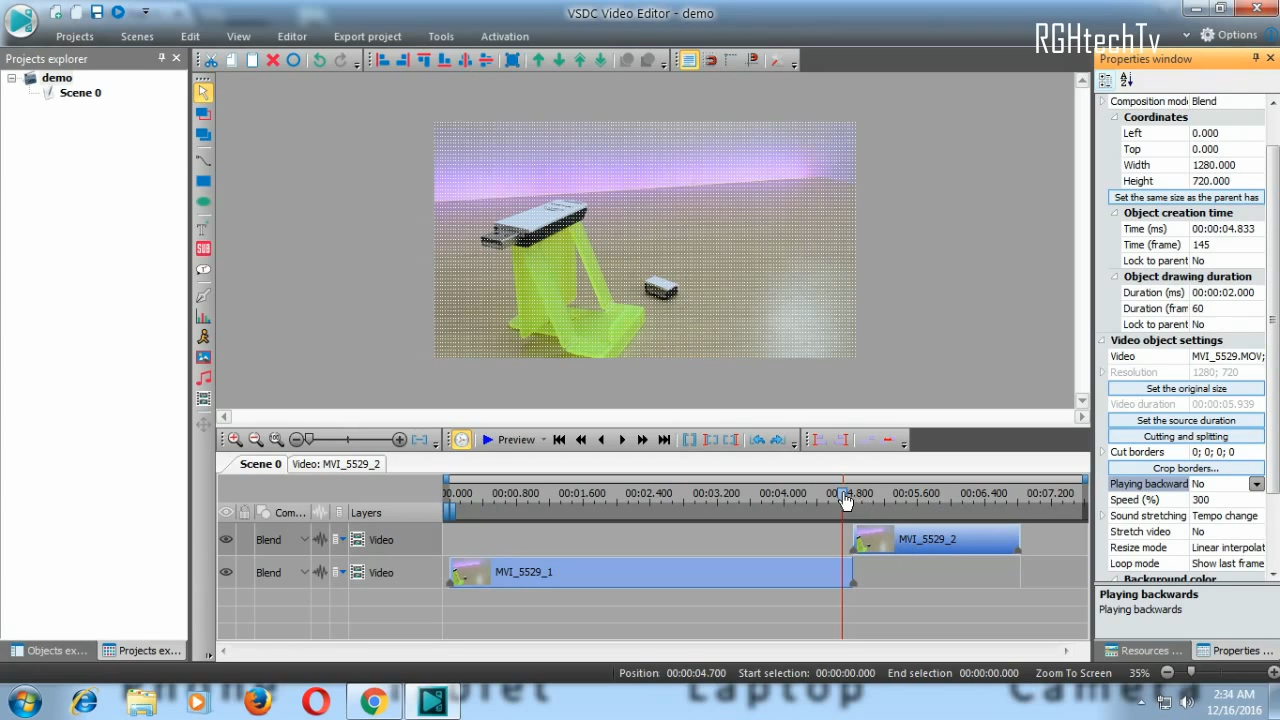 VSDC Video Editor - demo
RGHtechTv
Options
Projects Scenes Edit View Editor Export project Tools Activation
Projects explorer
demo
Scene 0
Properties window
Composition mode Blend
Coordinates
Left 0.000
Top 0.000
Width 1280.000
Height 720.000
Set the same size as the parent has
Object creation time
Time (ms) 00:00:04.833
Time (frame) 145
Lock to parent No
Object drawing duration
Duration (ms) 00:00:02.000
Duration (fram 60
Lock to parent No
Video object settings
Video MVI_5529.MOV;
Resolution 1280; 720
Set the original size
Video duration 00:00:05.939
Set the source duration
Cutting and splitting
Cut borders 0; 0; 0; 0
Crop borders...
Playing backward No
Speed (%) 300
Sound stretching Tempo change
Stretch video No
Resize mode Linear interpolat
Loop mode Show last frame
Background color
Playing backwards
Playing backwards
SUB
Preview
Scene 0 Video: MVI_5529_2
00.000 00:00.800 00:01.600 00:02.400 00:03.200 00:04.000 00:04.800 00:05.600 00:06.400 00:07.200
Com... Layers
Blend Video MVI_5529_2
Blend Video MVI_5529_1
Objects ex... Projects ex...
Resources ... Properties ...
Position: 00:00:04.700 Start selection: 00:00:00.000 End selection 00:00:00.000 Zoom To Screen 35%
Laptop
2:34 AM
12/16/2016